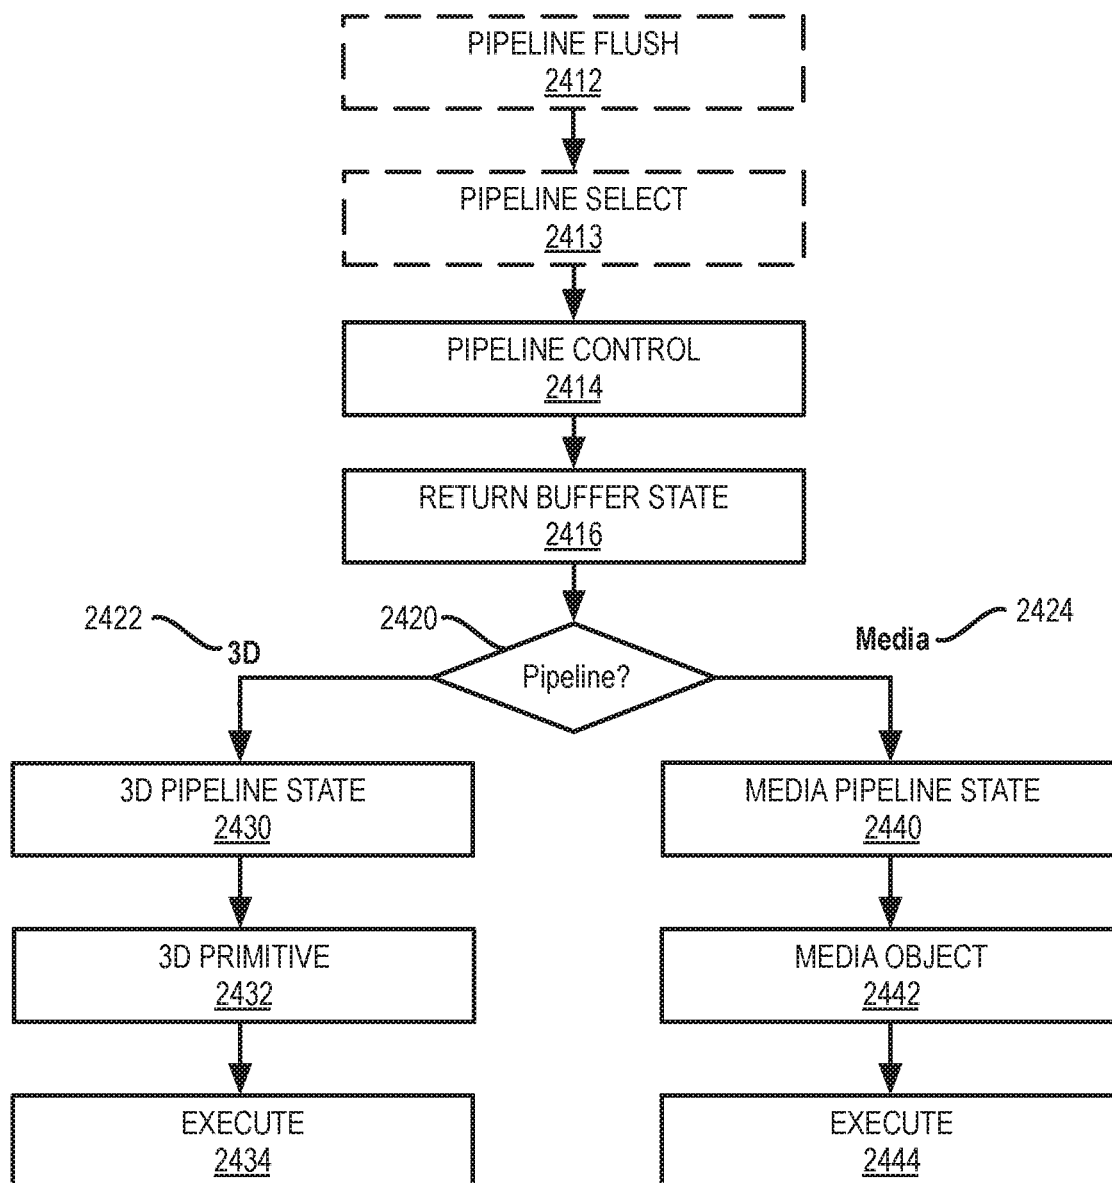 PIPELINE FLUSH
2412
PIPELINE SELECT
2413
PIPELINE CONTROL
2414
RETURN BUFFER STATE
2416
2422
3D
2420
Pipeline?
Media
2424
3D PIPELINE STATE
2430
MEDIA PIPELINE STATE
2440
3D PRIMITIVE
2432
MEDIA OBJECT
2442
EXECUTE
2434
EXECUTE
2444